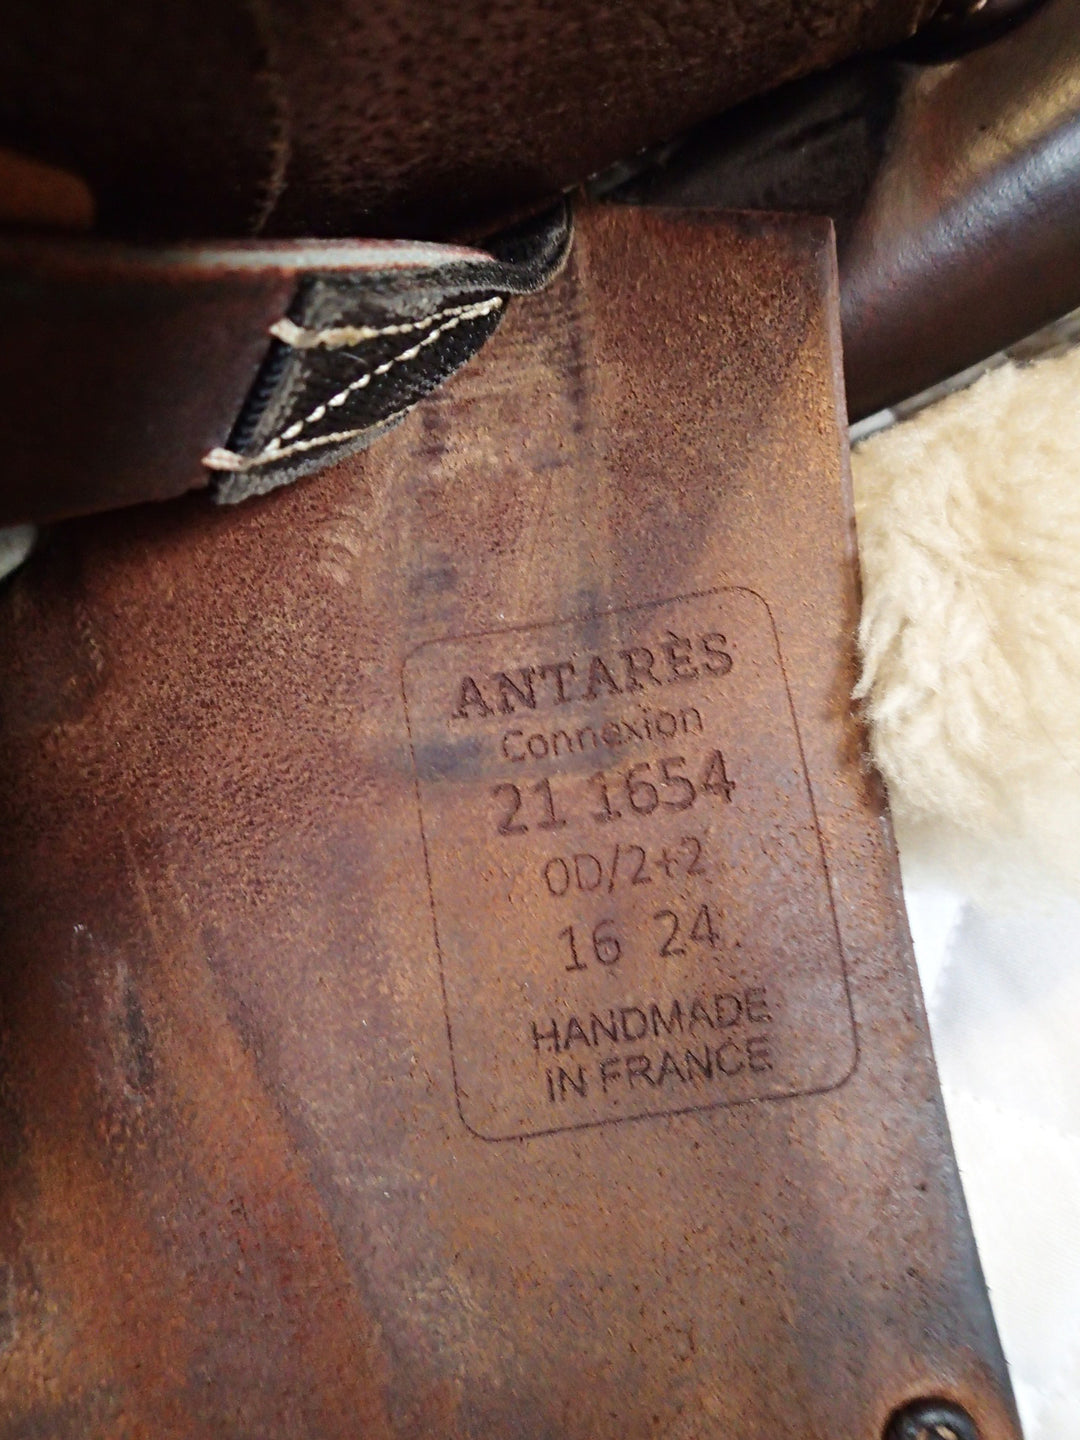 ANTARÈS
Connexion
21 1654
0D/2+2
16 24
HANDMADE
IN FRANCE